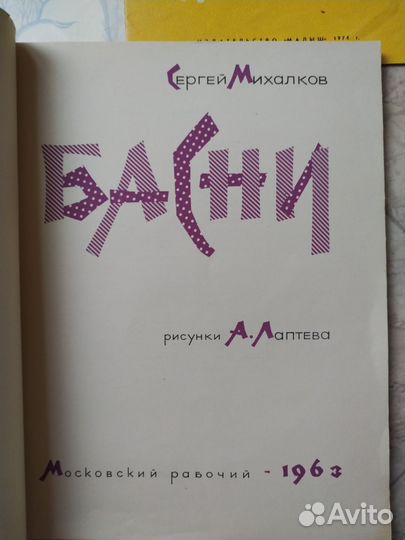 ИЗДАТЕЛЬСТВО «МАЛЫШ» 1974 г.
Сергей Михалков
БАСНИ
рисунки А. Лаптева
Московский рабочий - 1963
Avito